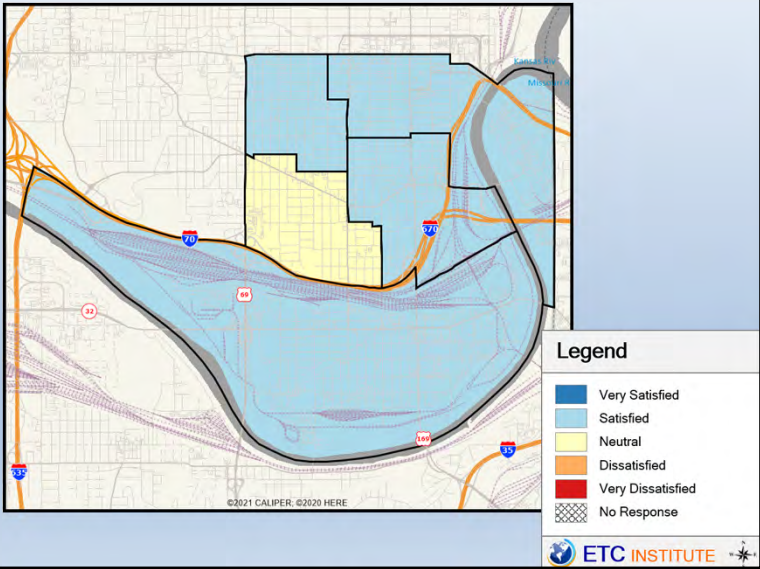 Kansas Riv
Missouri R
70
670
69
32
169
35
635
©2021 CALIPER; ©2020 HERE
Legend
Very Satisfied
Satisfied
Neutral
Dissatisfied
Very Dissatisfied
No Response
ETC INSTITUTE
N
W
E
S